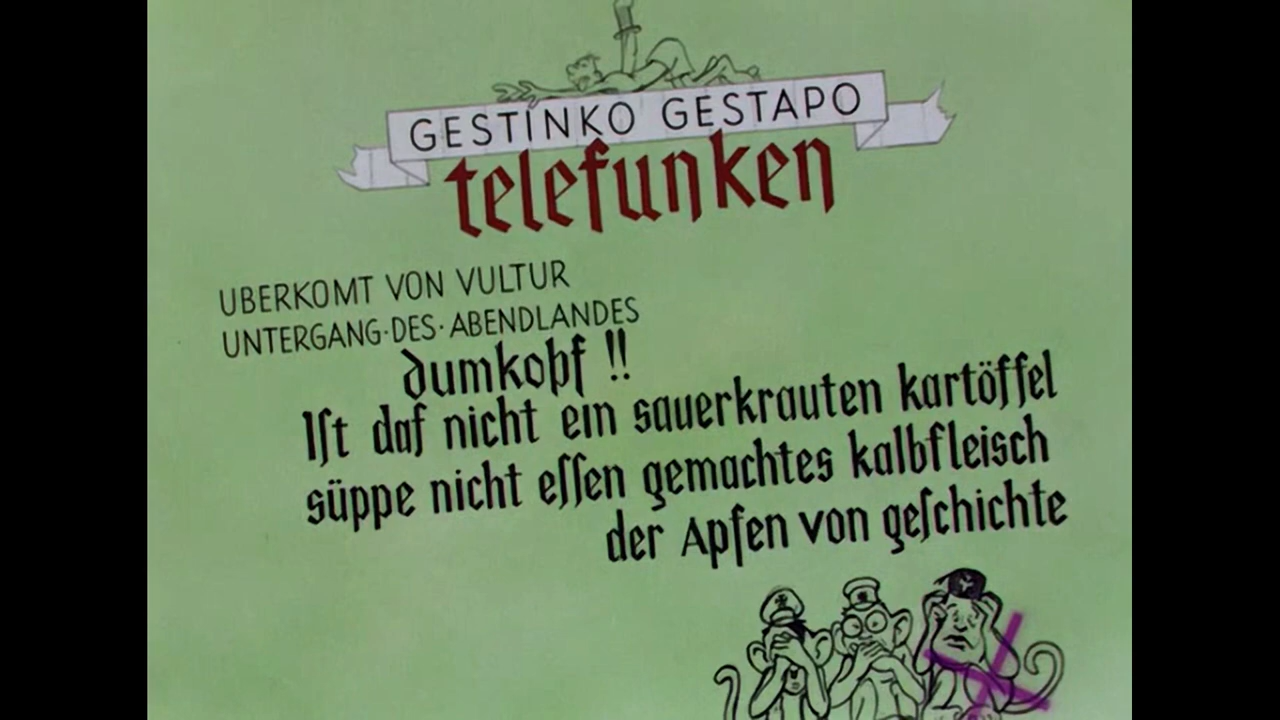 GESTINKO GESTAPO
telefunken
UBERKOMT VON VULTUR
UNTERGANG·DES·ABENDLANDES
dumkopf !!
Iſt daſ nicht ein sauerkrauten kartöffel
süppe nicht eſſen gemachtes kalbfleisch
der Apfen von geſchichte